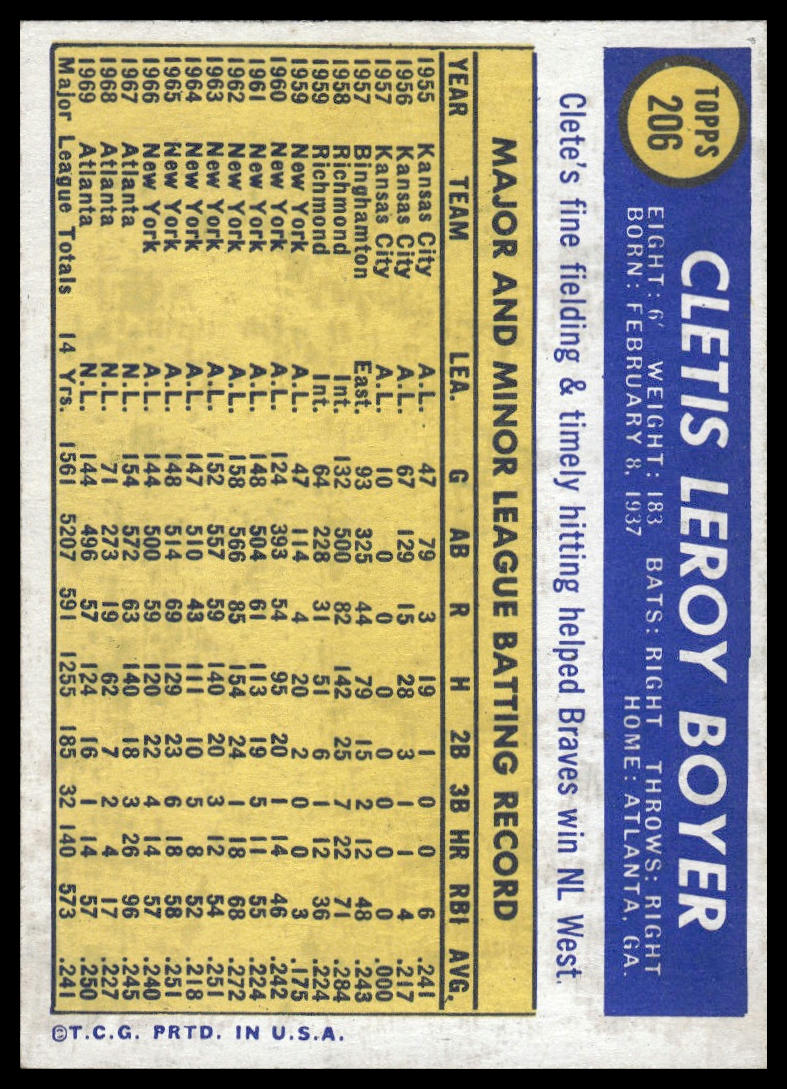 TOPPS
206
CLETIS LEROY BOYER
EIGHT: 6' WEIGHT: 183 BATS: RIGHT THROWS: RIGHT
BORN: FEBRUARY 8, 1937 HOME: ATLANTA, GA.
Clete's fine fielding & timely hitting helped Braves win NL West.
MAJOR AND MINOR LEAGUE BATTING RECORD
YEAR TEAM LEA. G AB R H 2B 3B HR RBI AVG.
1955 Kansas City A.L. 47 79 3 19 1 0 0 6 .241
1956 Kansas City A.L. 67 129 15 28 3 1 1 4 .217
1957 Kansas City A.L. 10 0 0 0 0 0 0 0 .000
1957 Binghamton East. 93 325 44 79 15 2 12 48 .243
1958 Richmond Int. 132 500 82 142 25 7 22 71 .284
1959 Richmond Int. 64 228 31 51 6 1 12 36 .224
1959 New York A.L. 47 114 4 20 2 0 0 3 .175
1960 New York A.L. 124 393 54 95 20 1 14 46 .242
1961 New York A.L. 148 504 61 113 19 5 11 55 .224
1962 New York A.L. 158 566 85 154 24 1 18 68 .272
1963 New York A.L. 152 557 59 140 20 3 12 54 .251
1964 New York A.L. 147 510 43 111 10 5 8 52 .218
1965 New York A.L. 148 514 69 129 23 6 18 58 .251
1966 New York A.L. 144 500 59 120 22 4 14 57 .240
1967 Atlanta N.L. 154 572 63 140 18 3 26 96 .245
1968 Atlanta N.L. 71 273 19 62 7 2 4 17 .227
1969 Atlanta N.L. 144 496 57 124 16 1 14 57 .250
Major League Totals 14 Yrs. 1561 5207 591 1255 185 32 140 573 .241
©T.C.G. PRTD. IN U.S.A.